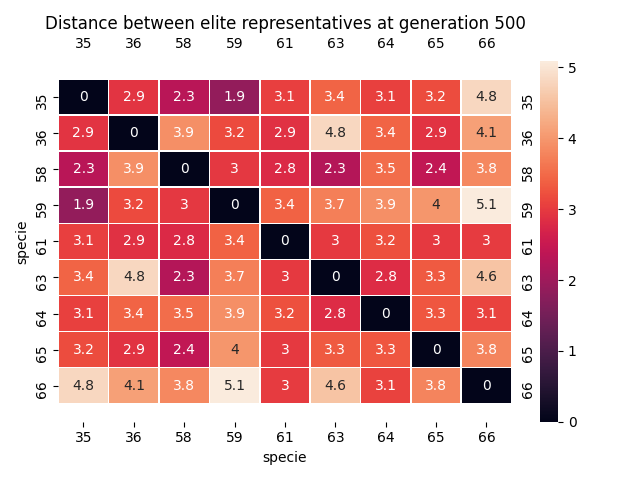 Distance between elite representatives at generation 500
35 36 58 59 61 63 64 65 66
35 0 2.9 2.3 1.9 3.1 3.4 3.1 3.2 4.8 35
36 2.9 0 3.9 3.2 2.9 4.8 3.4 2.9 4.1 36
58 2.3 3.9 0 3 2.8 2.3 3.5 2.4 3.8 58
59 1.9 3.2 3 0 3.4 3.7 3.9 4 5.1 59
61 3.1 2.9 2.8 3.4 0 3 3.2 3 3 61
63 3.4 4.8 2.3 3.7 3 0 2.8 3.3 4.6 63
64 3.1 3.4 3.5 3.9 3.2 2.8 0 3.3 3.1 64
65 3.2 2.9 2.4 4 3 3.3 3.3 0 3.8 65
66 4.8 4.1 3.8 5.1 3 4.6 3.1 3.8 0 66
35 36 58 59 61 63 64 65 66
specie
specie
5
4
3
2
1
0